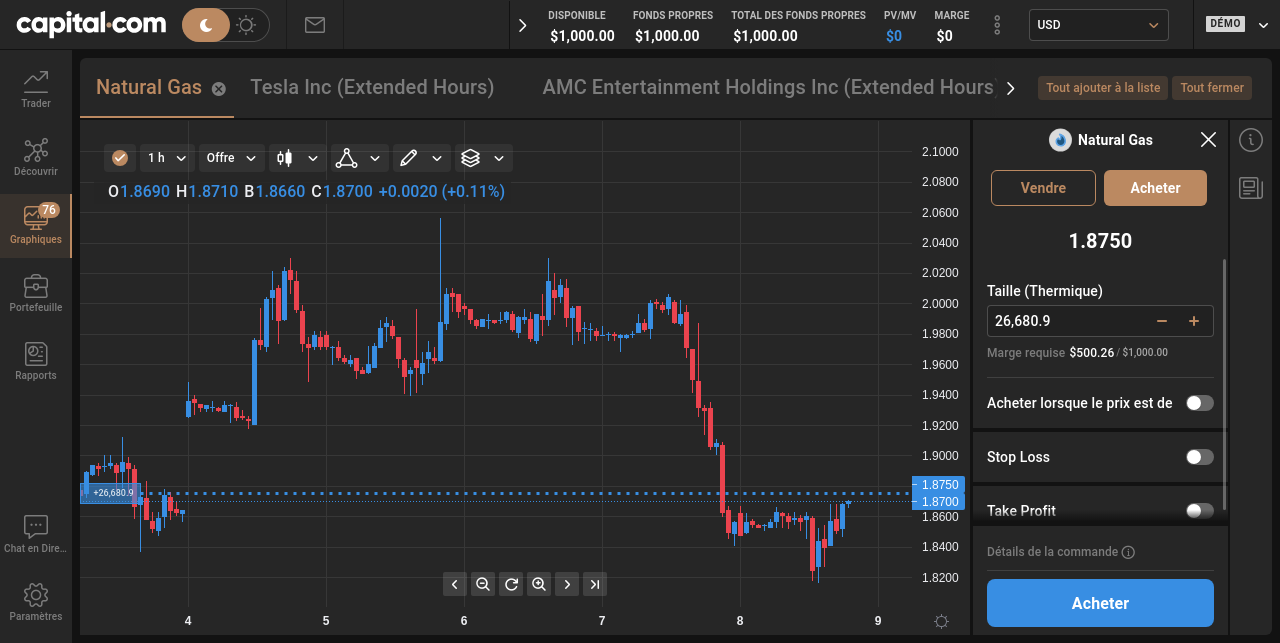 capital.com
DISPONIBLE
$1,000.00
FONDS PROPRES
$1,000.00
TOTAL DES FONDS PROPRES
$1,000.00
PV/MV
$0
MARGE
$0
USD
DÉMO
Trader
Découvrir
76
Graphiques
Portefeuille
Rapports
Chat en Dire...
Paramètres
Natural Gas
Tesla Inc (Extended Hours)
AMC Entertainment Holdings Inc (Extended Hours)
Tout ajouter à la liste
Tout fermer
1 h
Offre
O1.8690 H1.8710 B1.8660 C1.8700 +0.0020 (+0.11%)
2.1000
2.0800
2.0600
2.0400
2.0200
2.0000
1.9800
1.9600
1.9400
1.9200
1.9000
1.8750
1.8700
1.8600
1.8400
1.8200
+26,680.9
4 5 6 7 8 9
Natural Gas
Vendre
Acheter
1.8750
Taille (Thermique)
26,680.9
Marge requise $500.26 / $1,000.00
Acheter lorsque le prix est de
Stop Loss
Take Profit
Détails de la commande
Acheter